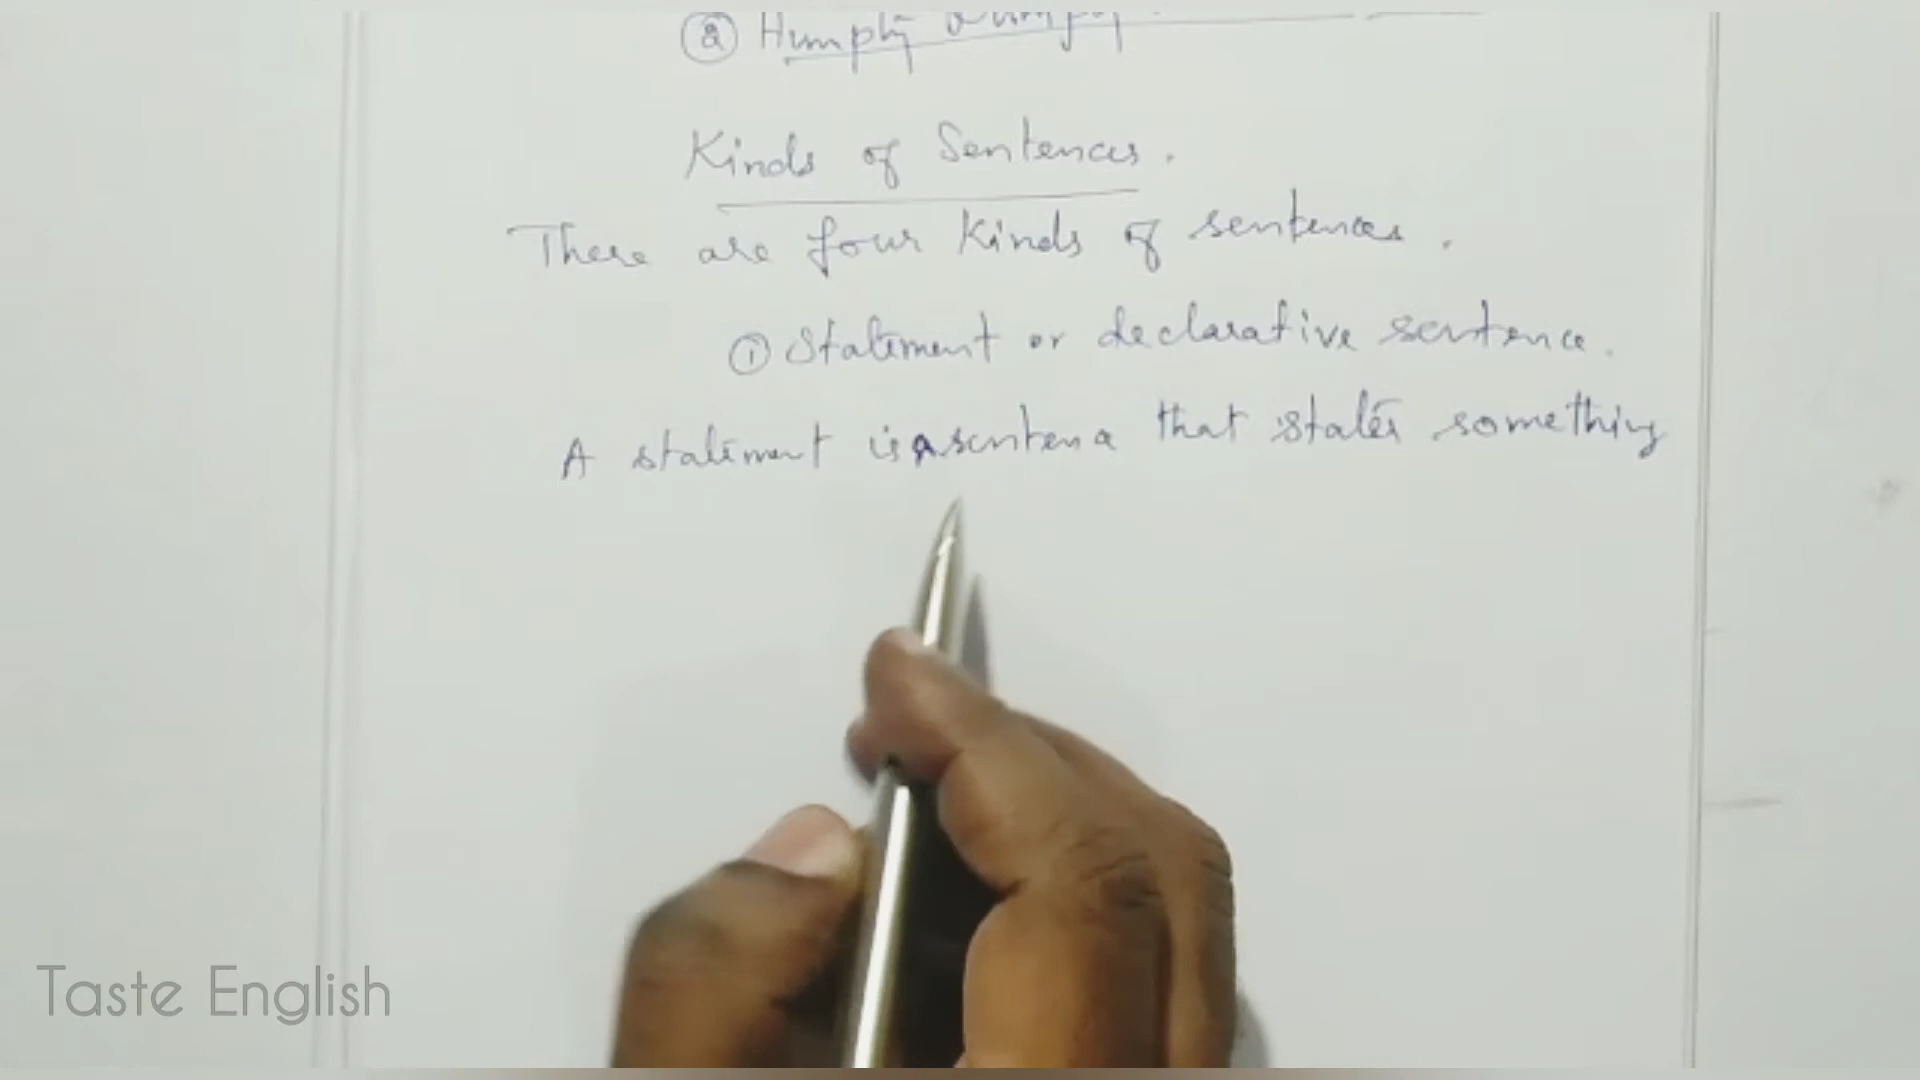 ② Humpty Dumpty
Kinds of Sentences.
There are four kinds of sentences.
① Statement or declarative sentence.
A statement is a sentence that states something
Taste English